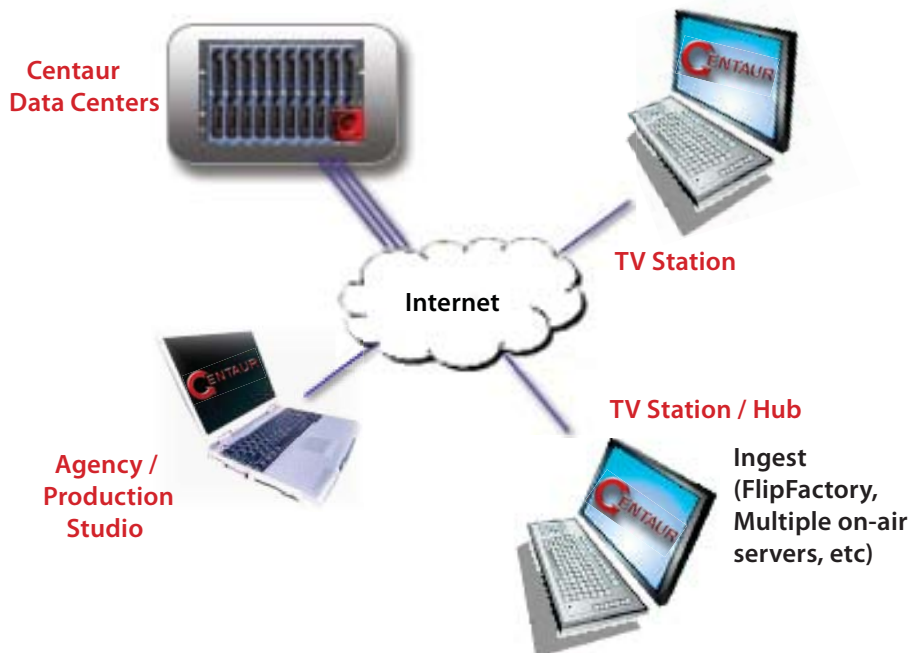 Centaur
Data Centers
CENTAUR
TV Station
Internet
CENTAUR
Agency /
Production
Studio
TV Station / Hub
CENTAUR
Ingest
(FlipFactory,
Multiple on-air
servers, etc)